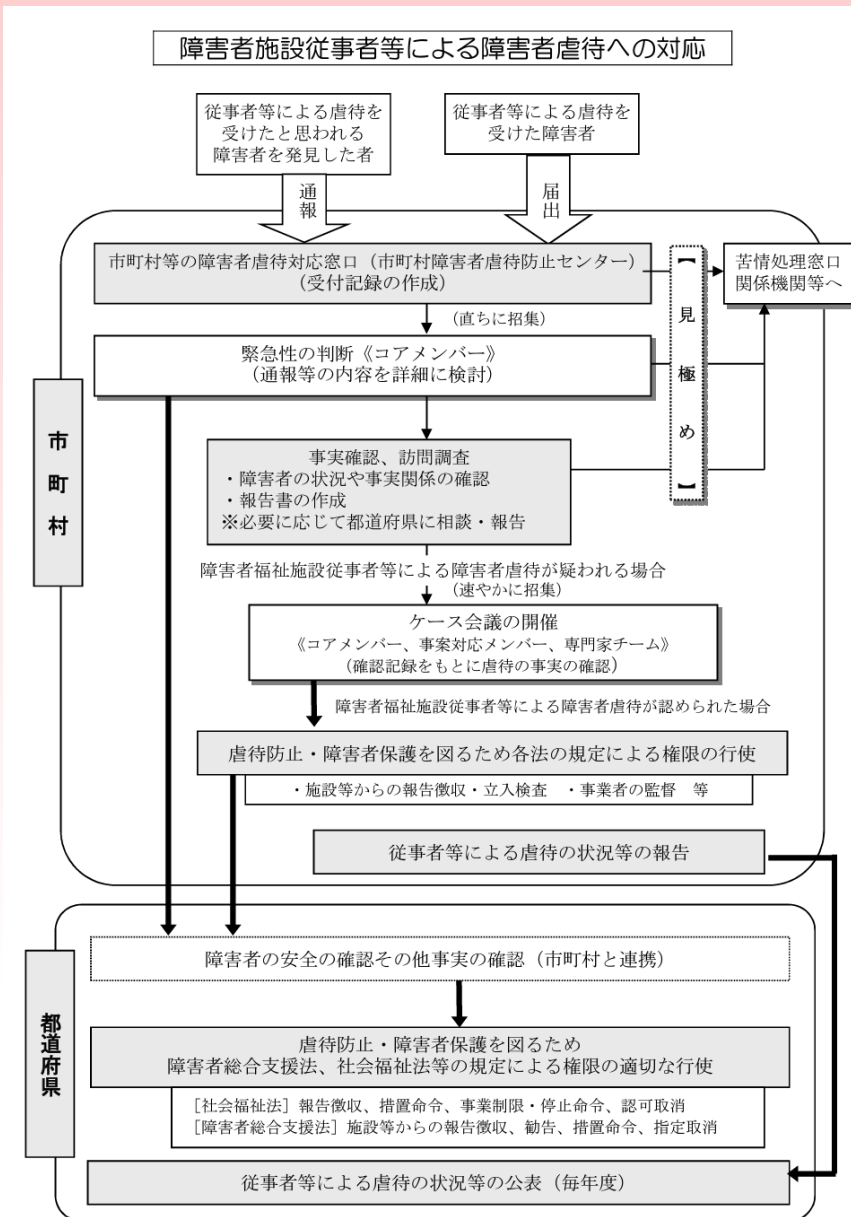 障害者施設従事者等による障害者虐待への対応
従事者等による虐待を
受けたと思われる
障害者を発見した者
従事者等による虐待を
受けた障害者
通報
届出
市町村等の障害者虐待対応窓口（市町村障害者虐待防止センター）
（受付記録の作成）
【見極め】
苦情処理窓口
関係機関等へ
（直ちに招集）
緊急性の判断《コアメンバー》
（通報等の内容を詳細に検討）
市町村
事実確認、訪問調査
・障害者の状況や事実関係の確認
・報告書の作成
※必要に応じて都道府県に相談・報告
障害者福祉施設従事者等による障害者虐待が疑われる場合
（速やかに招集）
ケース会議の開催
《コアメンバー、事案対応メンバー、専門家チーム》
（確認記録をもとに虐待の事実の確認）
障害者福祉施設従事者等による障害者虐待が認められた場合
虐待防止・障害者保護を図るため各法の規定による権限の行使
・施設等からの報告徴収・立入検査　・事業者の監督　等
従事者等による虐待の状況等の報告
都道府県
障害者の安全の確認その他事実の確認（市町村と連携）
虐待防止・障害者保護を図るため
障害者総合支援法、社会福祉法等の規定による権限の適切な行使
［社会福祉法］報告徴収、措置命令、事業制限・停止命令、認可取消
［障害者総合支援法］施設等からの報告徴収、勧告、措置命令、指定取消
従事者等による虐待の状況等の公表（毎年度）